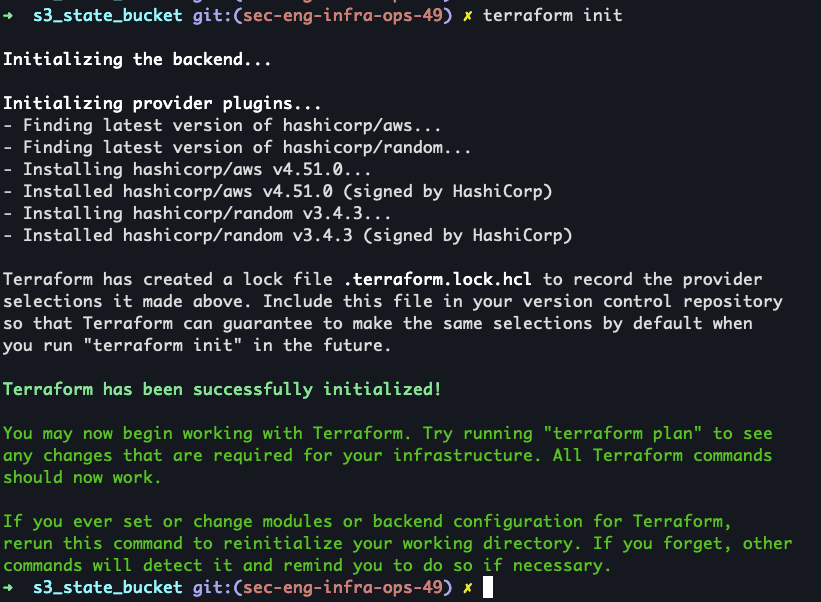 ➜  s3_state_bucket git:(sec-eng-infra-ops-49) ✗ terraform init
Initializing the backend...
Initializing provider plugins...
- Finding latest version of hashicorp/aws...
- Finding latest version of hashicorp/random...
- Installing hashicorp/aws v4.51.0...
- Installed hashicorp/aws v4.51.0 (signed by HashiCorp)
- Installing hashicorp/random v3.4.3...
- Installed hashicorp/random v3.4.3 (signed by HashiCorp)
Terraform has created a lock file .terraform.lock.hcl to record the provider
selections it made above. Include this file in your version control repository
so that Terraform can guarantee to make the same selections by default when
you run "terraform init" in the future.
Terraform has been successfully initialized!
You may now begin working with Terraform. Try running "terraform plan" to see
any changes that are required for your infrastructure. All Terraform commands
should now work.
If you ever set or change modules or backend configuration for Terraform,
rerun this command to reinitialize your working directory. If you forget, other
commands will detect it and remind you to do so if necessary.
➜  s3_state_bucket git:(sec-eng-infra-ops-49) ✗